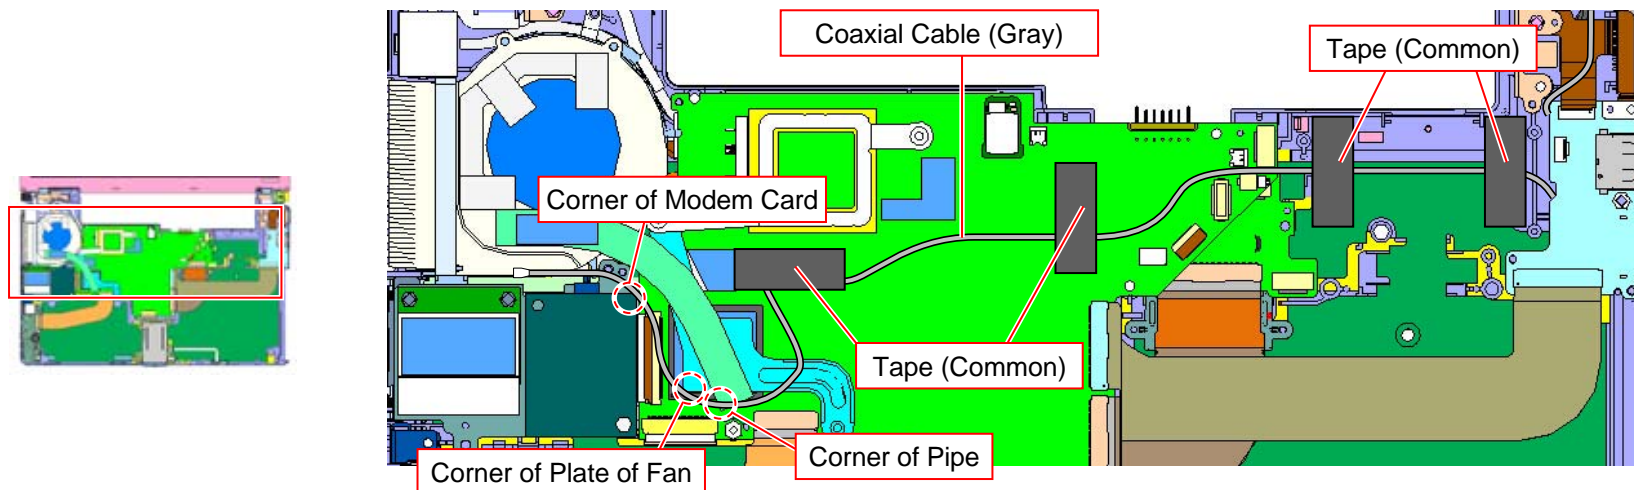 Coaxial Cable (Gray)
Tape (Common)
Corner of Modem Card
Tape (Common)
Corner of Pipe
Corner of Plate of Fan